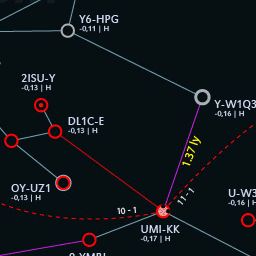 Y6-HPG
-0,11 | H
2ISU-Y
-0,13 | H
Y-W1Q3
-0,16 | H
DL1C-E
-0,13 | H
1.37 ly
OY-UZ1
-0,13 | H
11 - 1
U-W3
-0,16 | H
10 - 1
UMI-KK
-0,17 | H